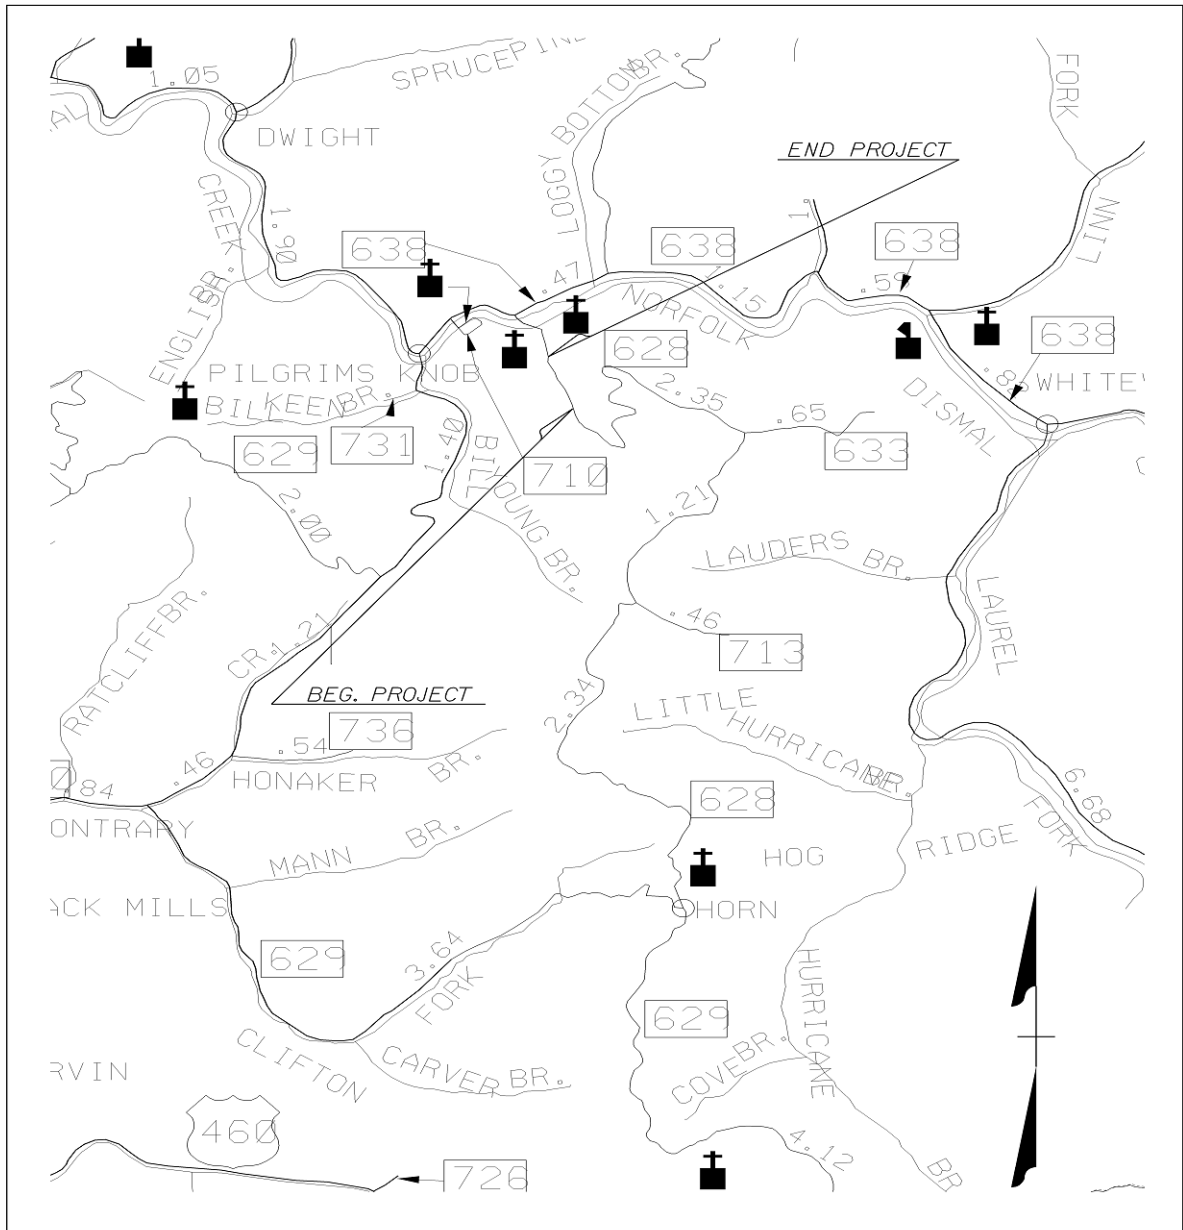 1.05
SPRUCEPINE
BR.
LOGGY BOTTOM
FORK
DWIGHT
END PROJECT
CREEK
1.90
638
638
638
.47
1.15
.59
LINN
NORFOLK
ENGLISH
BR.
628
638
PILGRIMS KNOB
BILL KEEN BR.
2.35
.65
DISMAL
WHITEW
629
731
1.40
BILL YOUNG BR.
710
633
2.00
1.21
LAUDERS BR.
RATCLIFF BR.
CR.
1.21
.46
713
LAUREL
BEG. PROJECT
736
2.34
LITTLE
HURRICANE
BR.
.54
.46
HONAKER BR.
.84
628
6.68
FORK
ONTRARY
MANN BR.
HOG
RIDGE
ACK MILLS
HORN
629
3.64
FORK
629
HURRICANE
BR
CLIFTON
CARVER BR.
COVE BR.
RVIN
460
4.12
726